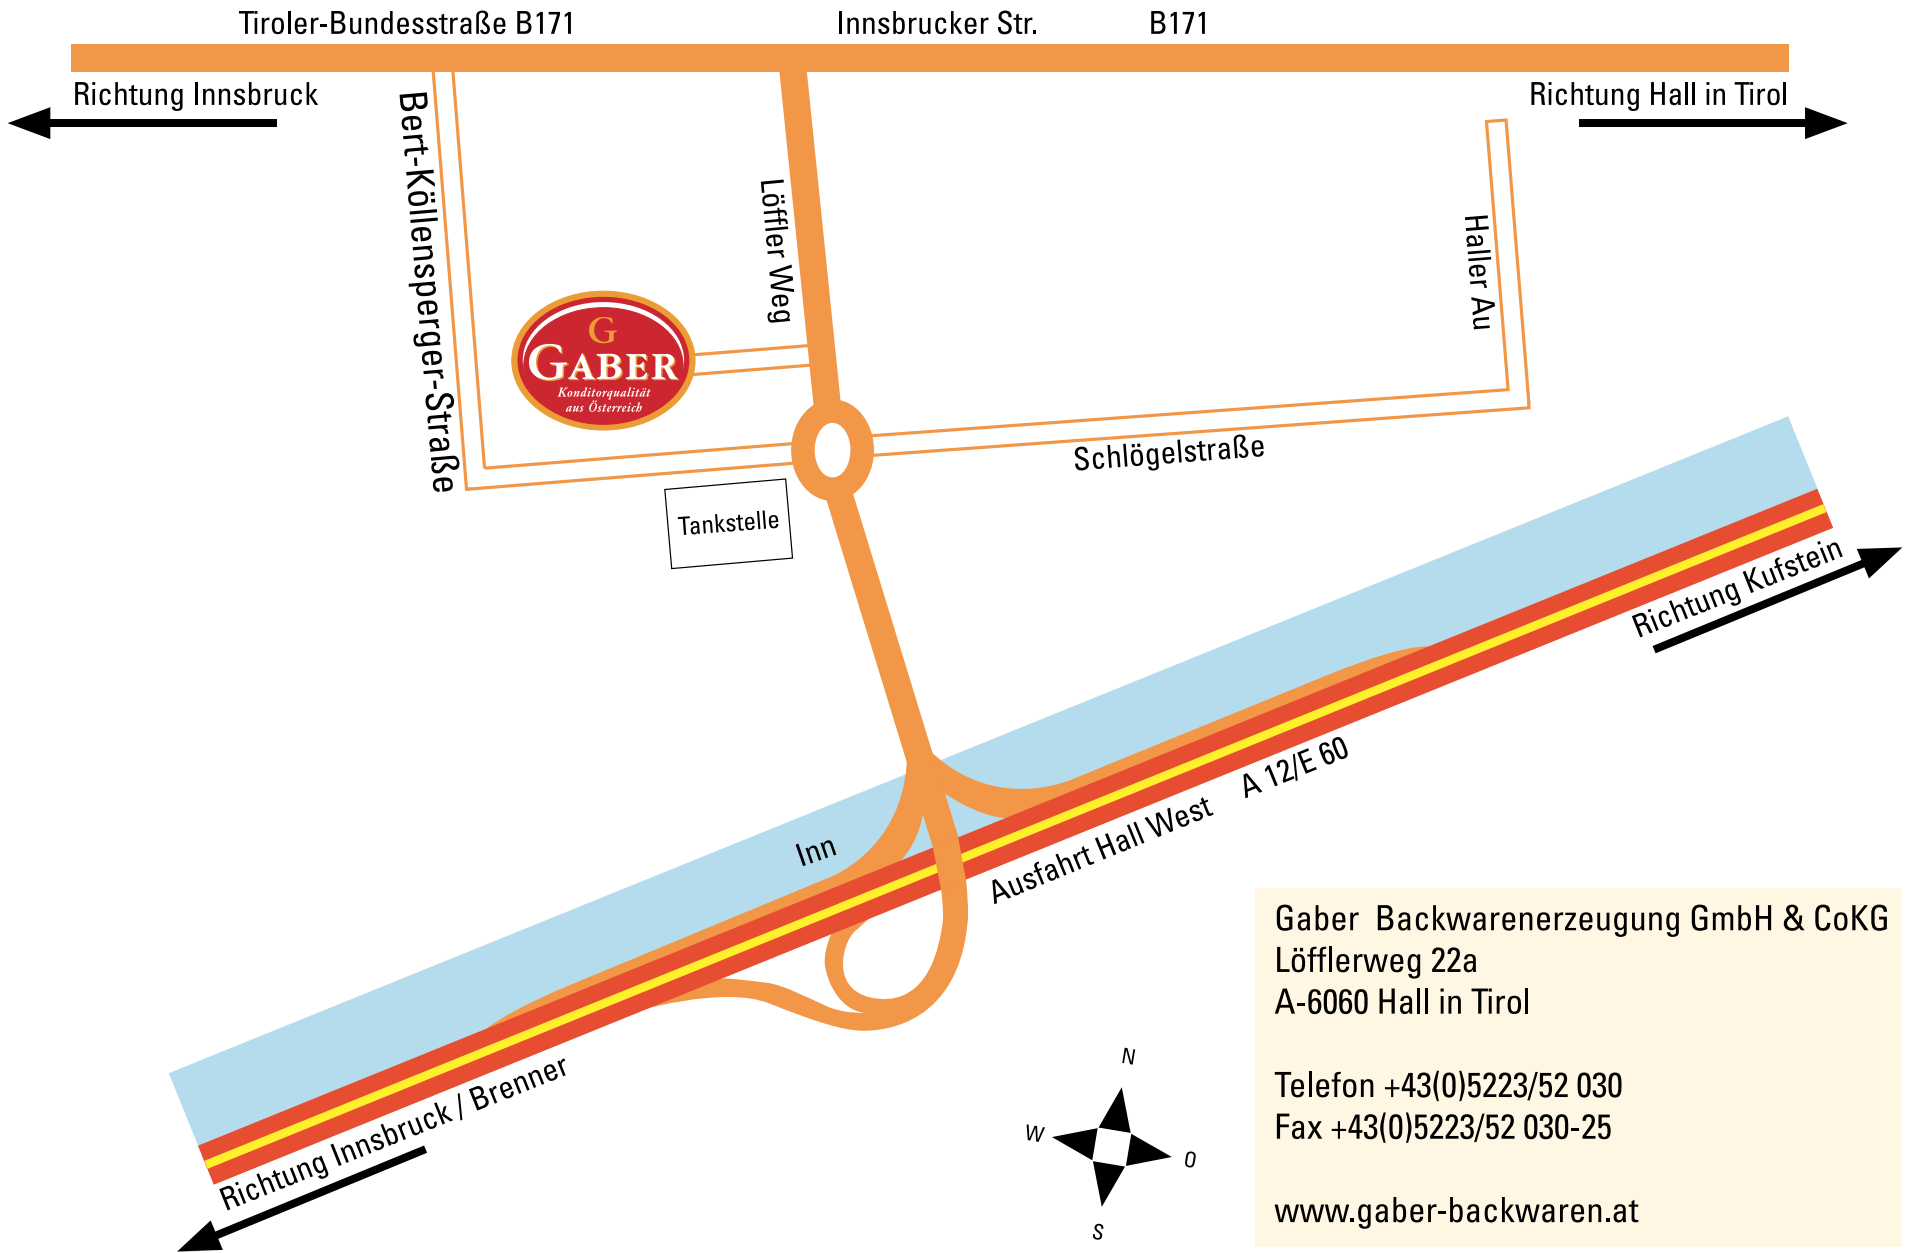 Tiroler-Bundesstraße B171
Innsbrucker Str.
B171
Richtung Innsbruck
Richtung Hall in Tirol
Bert-Köllensperger-Straße
Löffler Weg
Haller Au
G
GABER
Konditorqualität
aus Österreich
Schlögelstraße
Tankstelle
Richtung Kufstein
A 12/E 60
Inn
Ausfahrt Hall West
Richtung Innsbruck / Brenner
N
W
O
S
Gaber Backwarenerzeugung GmbH & CoKG
Löfflerweg 22a
A-6060 Hall in Tirol
Telefon +43(0)5223/52 030
Fax +43(0)5223/52 030-25
www.gaber-backwaren.at